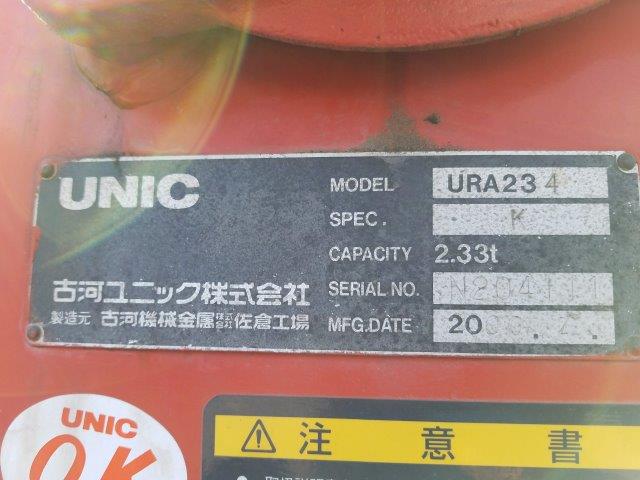 UNIC
MODEL URA234
SPEC. K
CAPACITY 2.33t
古河ユニック株式会社
SERIAL NO.
製造元 古河機械金属株式会社佐倉工場
MFG.DATE 20
UNIC
OK
⚠注意書